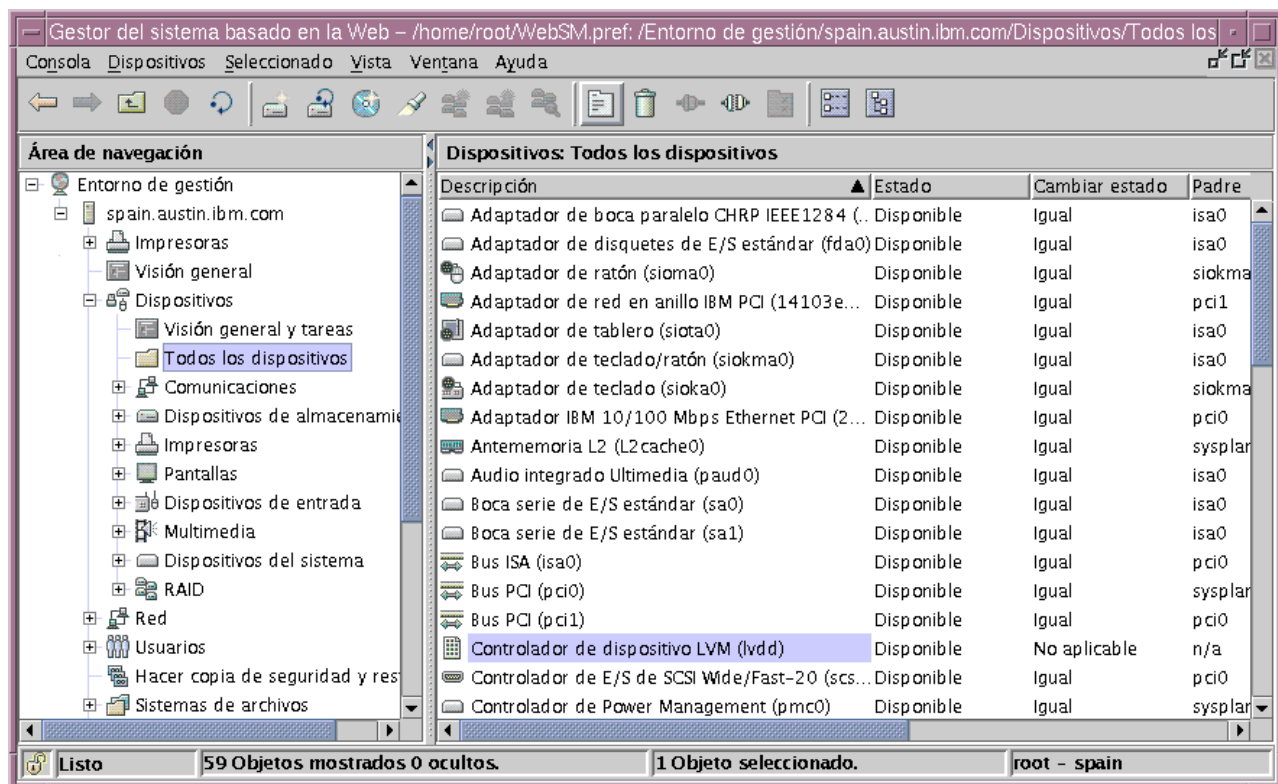 Gestor del sistema basado en la Web – /home/root/WebSM.pref: /Entorno de gestión/spain.austin.ibm.com/Dispositivos/Todos los
Consola Dispositivos Seleccionado Vista Ventana Ayuda
Área de navegación
Entorno de gestión
spain.austin.ibm.com
Impresoras
Visión general
Dispositivos
Visión general y tareas
Todos los dispositivos
Comunicaciones
Dispositivos de almacenamie
Impresoras
Pantallas
Dispositivos de entrada
Multimedia
Dispositivos del sistema
RAID
Red
Usuarios
Hacer copia de seguridad y res
Sistemas de archivos
Dispositivos: Todos los dispositivos
Descripción Estado Cambiar estado Padre
Adaptador de boca paralelo CHRP IEEE1284 (.. Disponible Igual isa0
Adaptador de disquetes de E/S estándar (fda0) Disponible Igual isa0
Adaptador de ratón (sioma0) Disponible Igual siokma
Adaptador de red en anillo IBM PCI (14103e... Disponible Igual pci1
Adaptador de tablero (siota0) Disponible Igual isa0
Adaptador de teclado/ratón (siokma0) Disponible Igual isa0
Adaptador de teclado (sioka0) Disponible Igual siokma
Adaptador IBM 10/100 Mbps Ethernet PCI (2... Disponible Igual pci0
Antememoria L2 (L2cache0) Disponible Igual sysplar
Audio integrado Ultimedia (paud0) Disponible Igual isa0
Boca serie de E/S estándar (sa0) Disponible Igual isa0
Boca serie de E/S estándar (sa1) Disponible Igual isa0
Bus ISA (isa0) Disponible Igual pci0
Bus PCI (pci0) Disponible Igual sysplar
Bus PCI (pci1) Disponible Igual pci0
Controlador de dispositivo LVM (lvdd) Disponible No aplicable n/a
Controlador de E/S de SCSI Wide/Fast-20 (scs... Disponible Igual pci0
Controlador de Power Management (pmc0) Disponible Igual sysplar
Listo 59 Objetos mostrados 0 ocultos. 1 Objeto seleccionado. root - spain